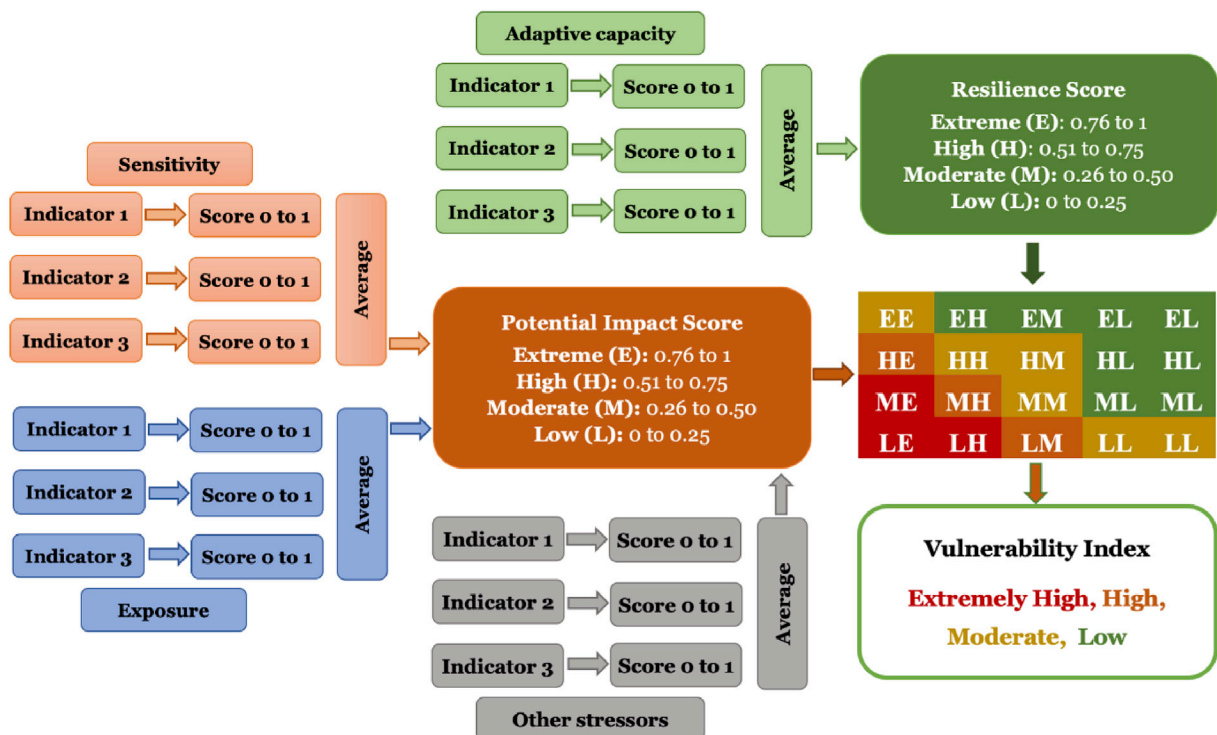 Adaptive capacity
Indicator 1
Score 0 to 1
Indicator 2
Score 0 to 1
Indicator 3
Score 0 to 1
Average
Resilience Score
Extreme (E): 0.76 to 1
High (H): 0.51 to 0.75
Moderate (M): 0.26 to 0.50
Low (L): 0 to 0.25
Sensitivity
Indicator 1
Score 0 to 1
Indicator 2
Score 0 to 1
Indicator 3
Score 0 to 1
Average
Potential Impact Score
Extreme (E): 0.76 to 1
High (H): 0.51 to 0.75
Moderate (M): 0.26 to 0.50
Low (L): 0 to 0.25
EE EH EM EL EL
HE HH HM HL HL
ME MH MM ML ML
LE LH LM LL LL
Indicator 1
Score 0 to 1
Indicator 2
Score 0 to 1
Indicator 3
Score 0 to 1
Average
Exposure
Indicator 1
Score 0 to 1
Indicator 2
Score 0 to 1
Indicator 3
Score 0 to 1
Average
Other stressors
Vulnerability Index
Extremely High, High,
Moderate, Low